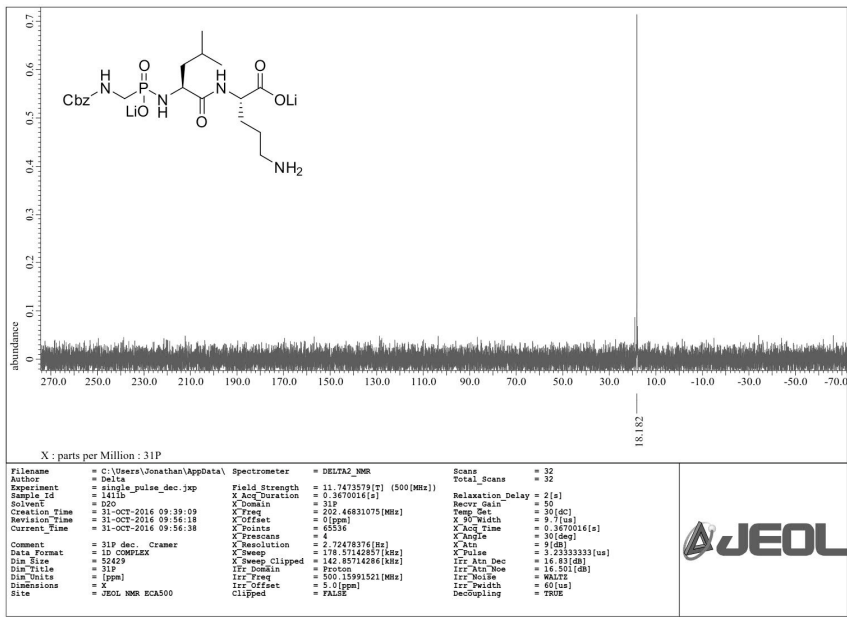 0.7
0.6
0.5
0.4
0.3
0.2
0.1
0
abundance
Cbz
H
N
O
P
LiO
N
H
O
H
N
O
OLi
NH2
270.0 250.0 230.0 210.0 190.0 170.0 150.0 130.0 110.0 90.0 70.0 50.0 30.0 10.0 -10.0 -30.0 -50.0 -70.0
18.182
X : parts per Million : 31P
Filename = C:\Users\Jonathan\AppData\
Author = Delta
Experiment = single_pulse_dec.jxp
Sample_Id = 1411b
Solvent = D2O
Creation_Time = 31-OCT-2016 09:39:09
Revision_Time = 31-OCT-2016 09:56:18
Current_Time = 31-OCT-2016 09:56:38
Comment = 31P dec. Cramer
Data_Format = 1D COMPLEX
Dim_Size = 52429
Dim_Title = 31P
Dim_Units = [ppm]
Dimensions = X
Site = JEOL NMR ECA500
Spectrometer = DELTA2_NMR
Field_Strength = 11.7473579[T] (500[MHz])
X_Acq_Duration = 0.3670016[s]
X_Domain = 31P
X_Freq = 202.46831075[MHz]
X_Offset = 0[ppm]
X_Points = 65536
X_Prescans = 4
X_Resolution = 2.72478376[Hz]
X_Sweep = 178.57142857[kHz]
X_Sweep_Clipped = 142.85714286[kHz]
Irr_Domain = Proton
Irr_Freq = 500.15991521[MHz]
Irr_Offset = 5.0[ppm]
Clipped = FALSE
Scans = 32
Total_Scans = 32
Relaxation_Delay = 2[s]
Recvr_Gain = 50
Temp_Get = 30[dC]
X_90_Width = 9.7[us]
X_Acq_Time = 0.3670016[s]
X_Angle = 30[deg]
X_Atn = 9[dB]
X_Pulse = 3.23333333[us]
Irr_Atn_Dec = 16.83[dB]
Irr_Atn_Noe = 16.501[dB]
Irr_Noise = WALTZ
Irr_Pwidth = 60[us]
Decoupling = TRUE
JEOL